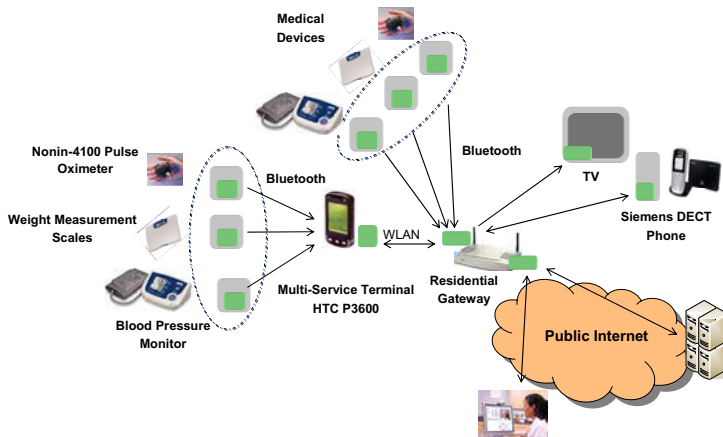 Medical
Devices
Nonin-4100 Pulse
Oximeter
Bluetooth
Bluetooth
TV
Siemens DECT
Phone
Weight Measurement
Scales
WLAN
Multi-Service Terminal
HTC P3600
Residential
Gateway
Blood Pressure
Monitor
Public Internet